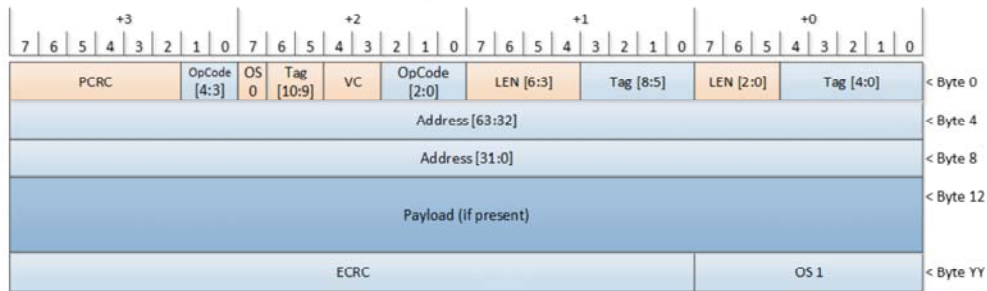 +3 +2 +1 +0
7 6 5 4 3 2 1 0 7 6 5 4 3 2 1 0 7 6 5 4 3 2 1 0 7 6 5 4 3 2 1 0
PCRC OpCode [4:3] OS 0 Tag [10:9] VC OpCode [2:0] LEN [6:3] Tag [8:5] LEN [2:0] Tag [4:0] < Byte 0
Address [63:32] < Byte 4
Address [31:0] < Byte 8
Payload (if present) < Byte 12
ECRC OS 1 < Byte YY